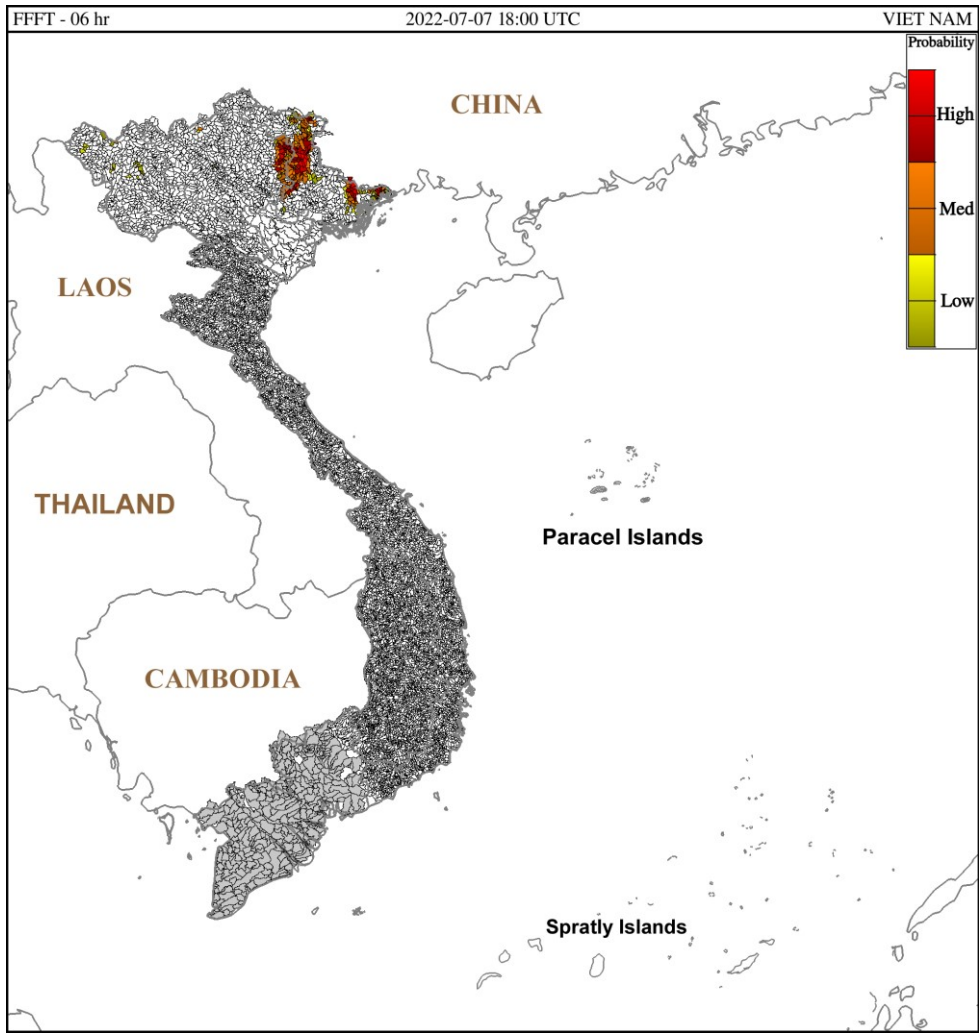 FFFT - 06 hr 2022-07-07 18:00 UTC VIET NAM
Probability
CHINA
High
Med
LAOS
Low
THAILAND
Paracel Islands
CAMBODIA
Spratly Islands